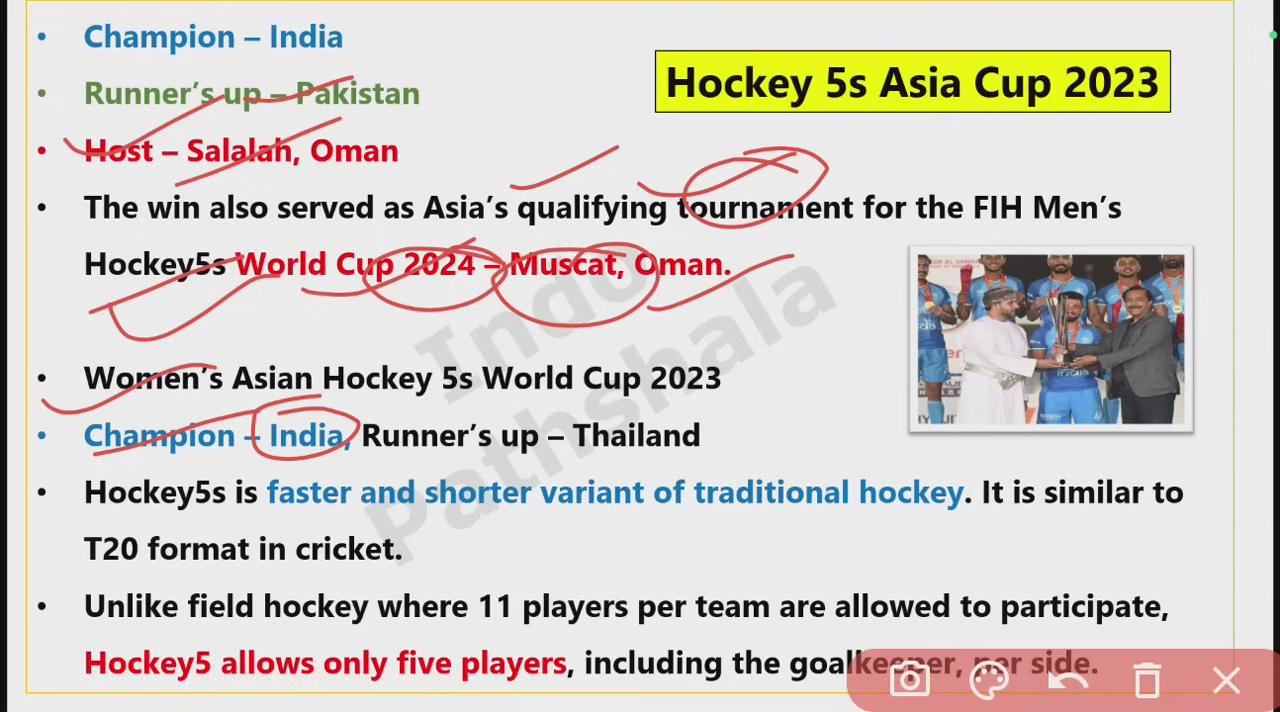 Hockey 5s Asia Cup 2023
• Champion – India
• Runner's up – Pakistan
• Host – Salalah, Oman
• The win also served as Asia's qualifying tournament for the FIH Men's
Hockey5s World Cup 2024 – Muscat, Oman.
• Women's Asian Hockey 5s World Cup 2023
• Champion – India, Runner's up – Thailand
• Hockey5s is faster and shorter variant of traditional hockey. It is similar to
T20 format in cricket.
• Unlike field hockey where 11 players per team are allowed to participate,
Hockey5 allows only five players, including the goalkeeper, per side.
Indo
Pathshala